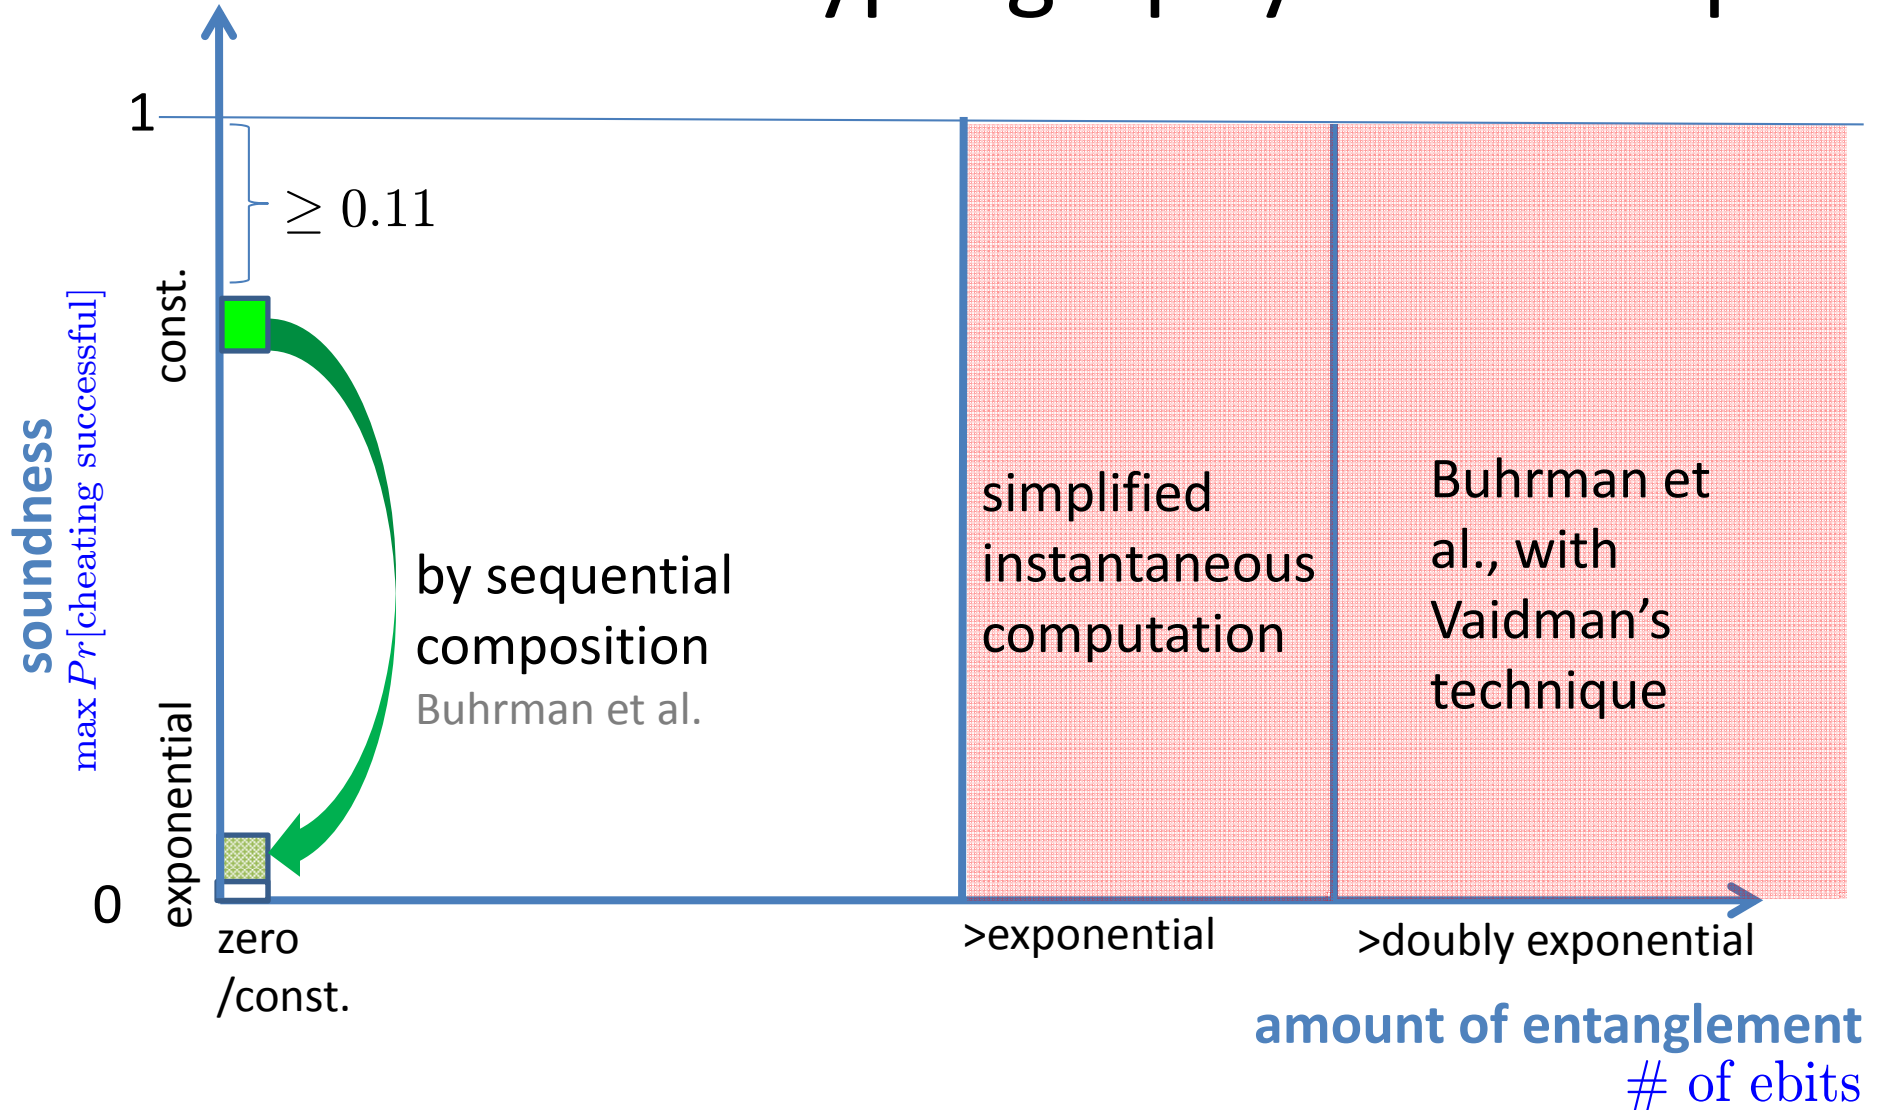 1
≥ 0.11
const.
soundness
max Pr[cheating successful]
exponential
0
by sequential
composition
Buhrman et al.
simplified
instantaneous
computation
Buhrman et
al., with
Vaidman’s
technique
zero
/const.
>exponential
>doubly exponential
amount of entanglement
# of ebits